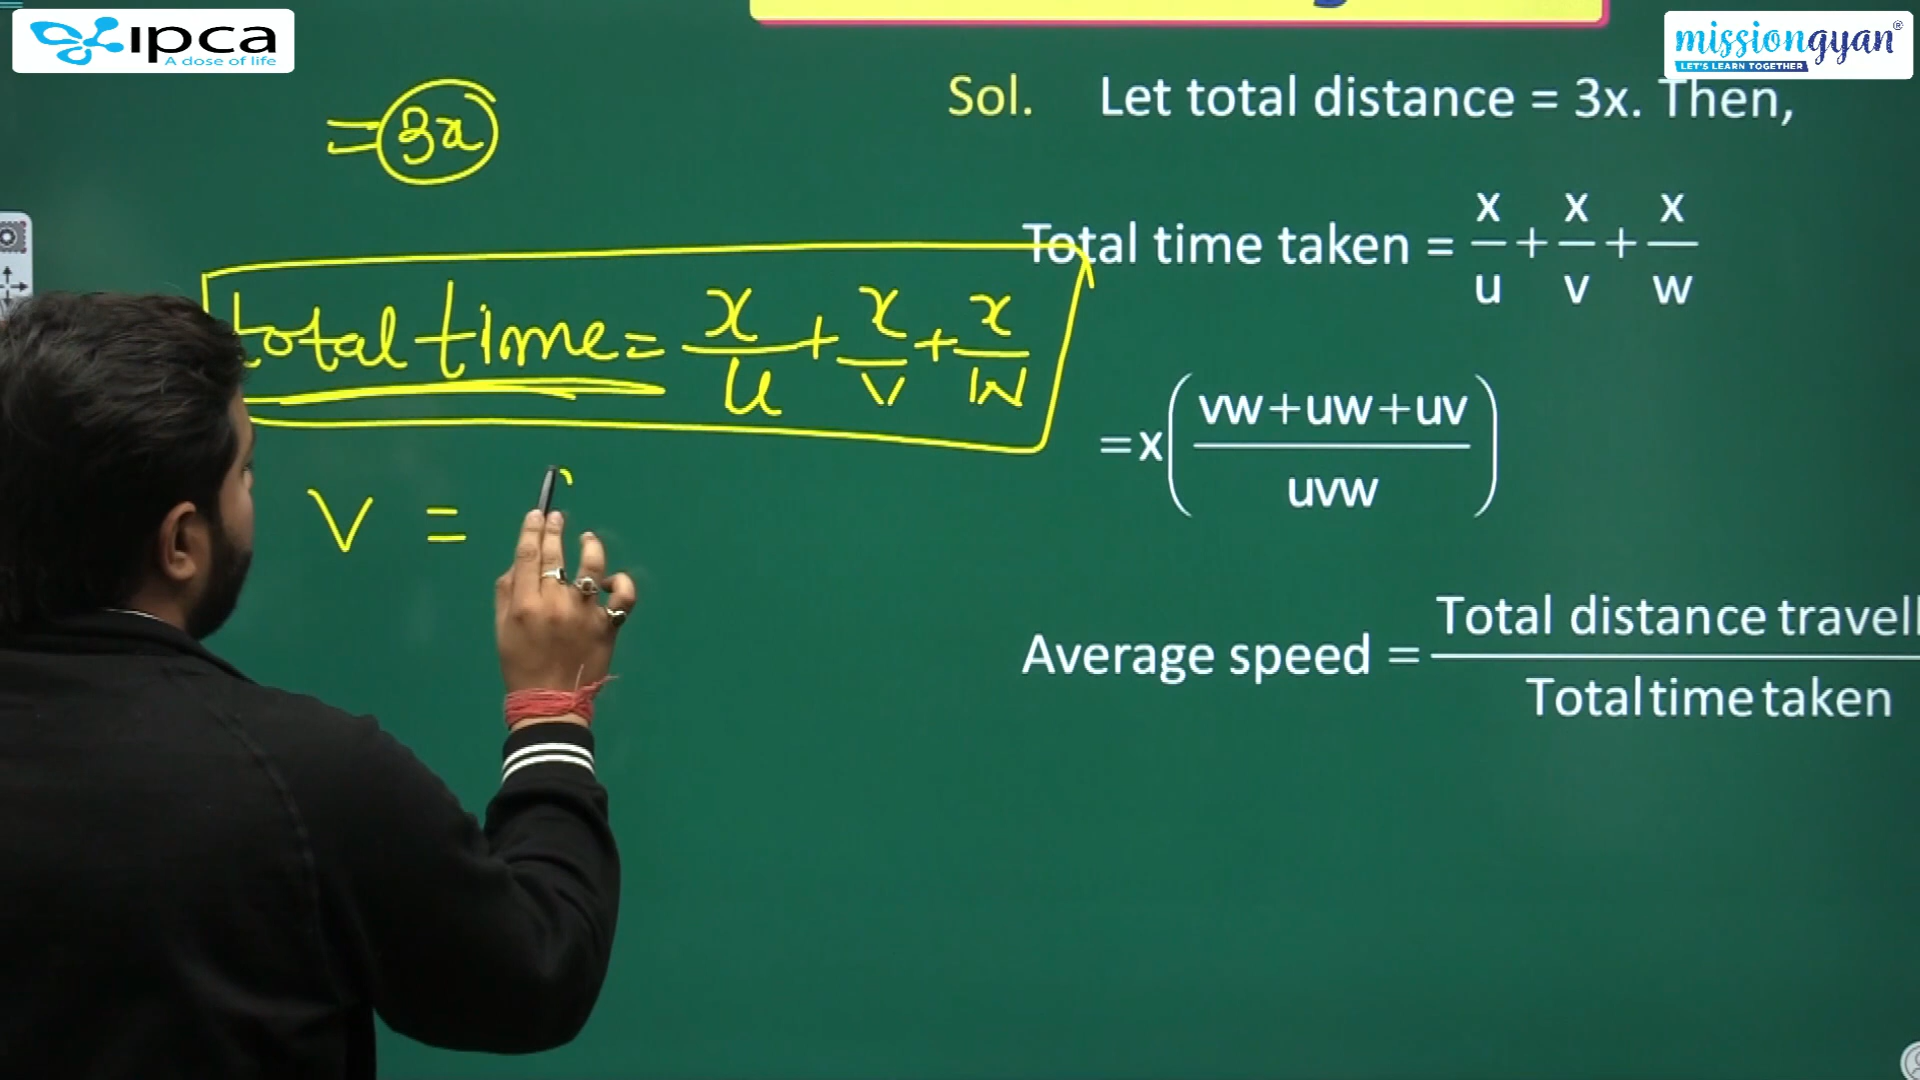 ipca
A dose of life
missiongyan®
LET'S LEARN TOGETHER
= 3x
total time = x/u + x/v + x/w
V =
Sol. Let total distance = 3x. Then,
Total time taken = x/u + x/v + x/w
= x( vw+uw+uv / uvw )
Average speed = Total distance travell / Total time taken